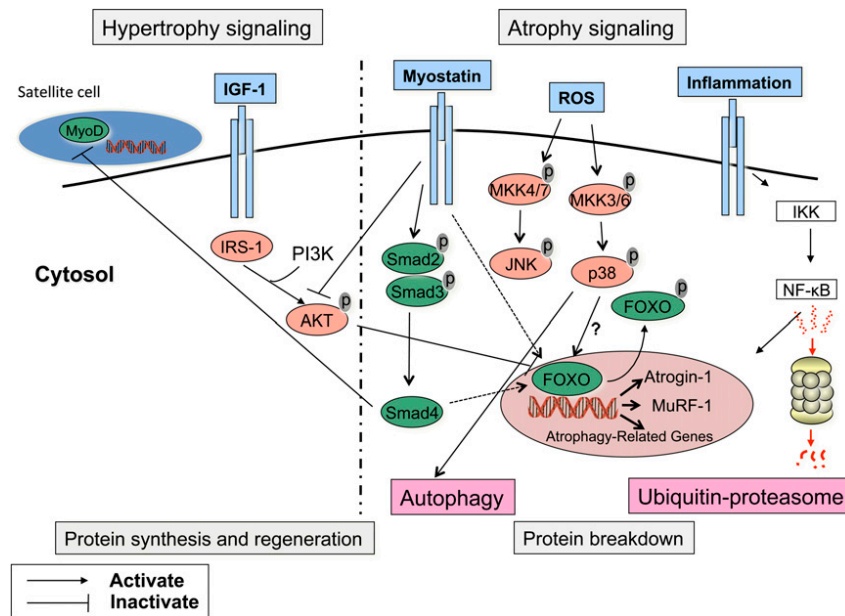 Hypertrophy signaling
Atrophy signaling
Satellite cell
MyoD
IGF-1
Myostatin
ROS
Inflammation
MKK4/7
p
MKK3/6
p
IKK
IRS-1
PI3K
Cytosol
Smad2
p
Smad3
p
JNK
p
p38
p
NF-κB
AKT
p
FOXO
p
?
FOXO
Atrogin-1
MuRF-1
Atrophagy-Related Genes
Smad4
Autophagy
Ubiquitin-proteasome
Protein synthesis and regeneration
Protein breakdown
Activate
Inactivate